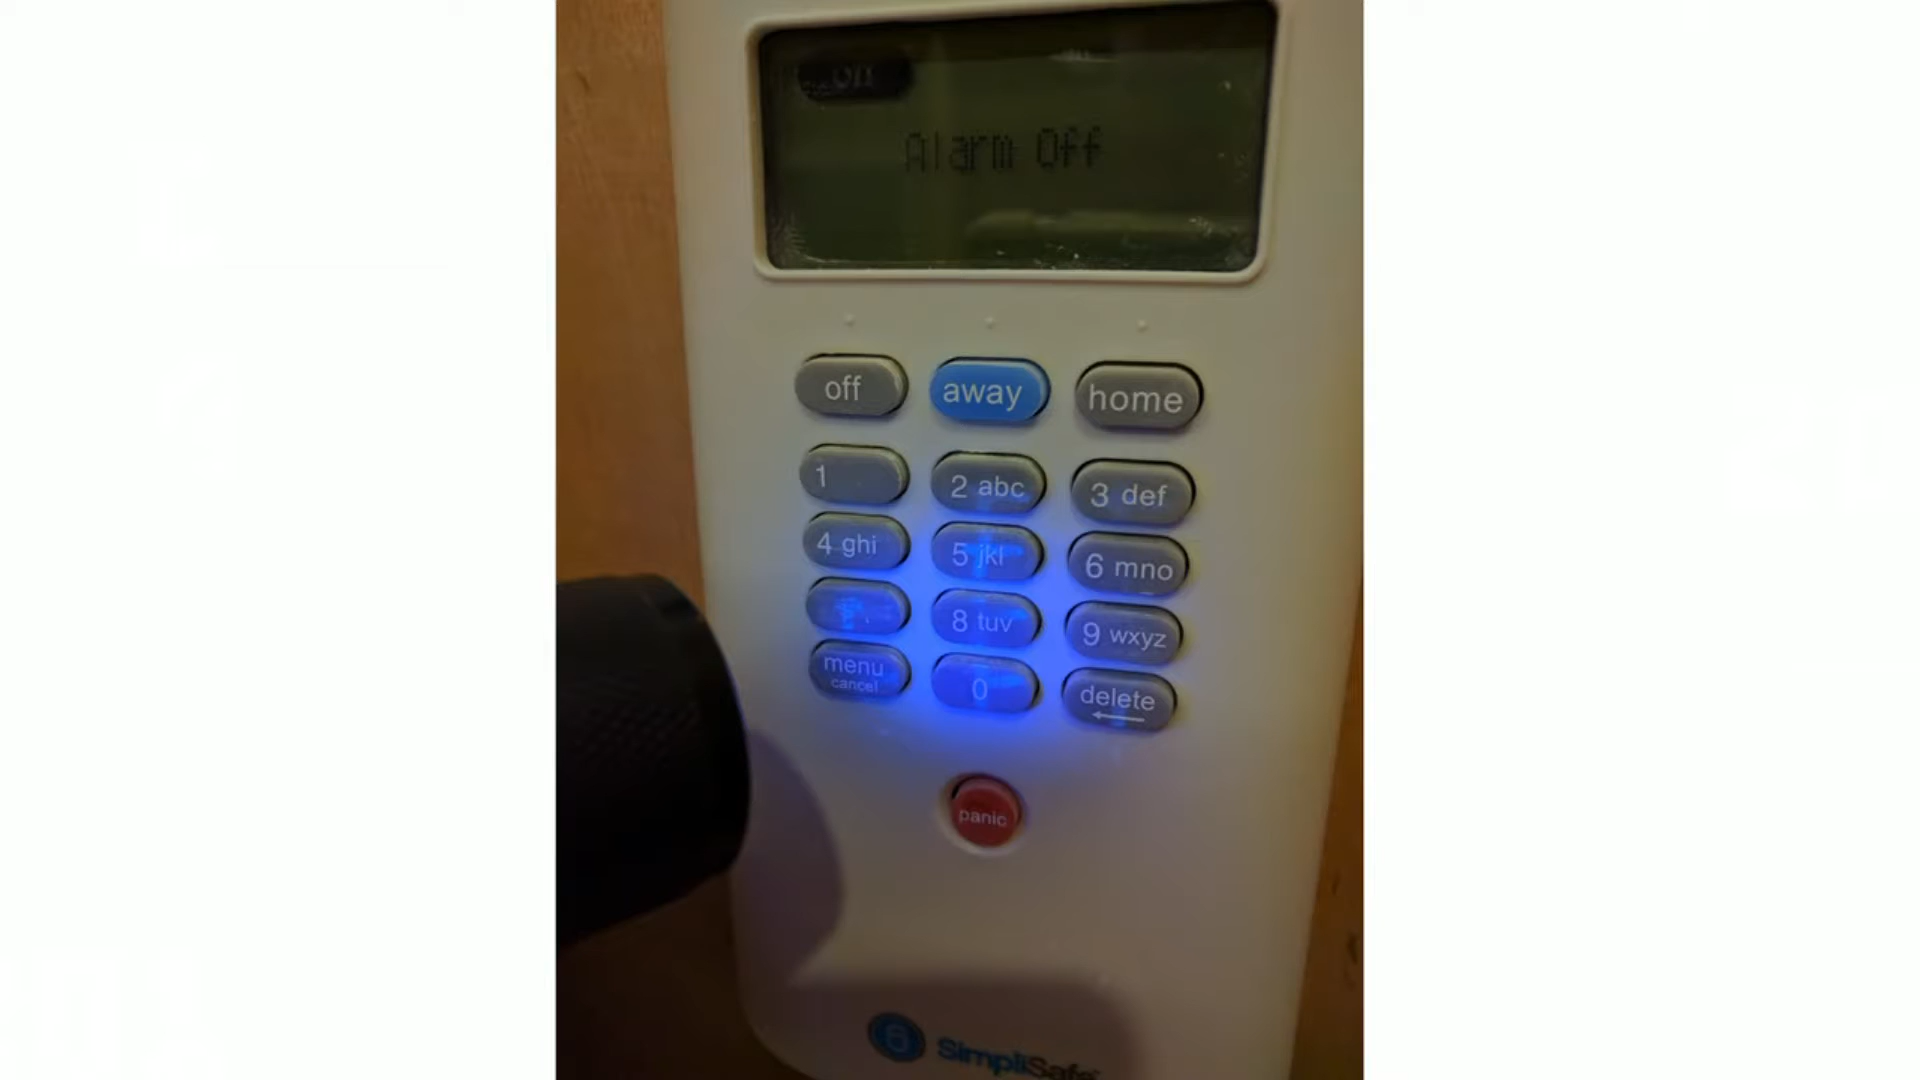 off
Alarm Off
off away home
1 2 abc 3 def
4 ghi 5 jkl 6 mno
8 tuv 9 wxyz
menu 0 delete
cancel
panic
SimpliSafe